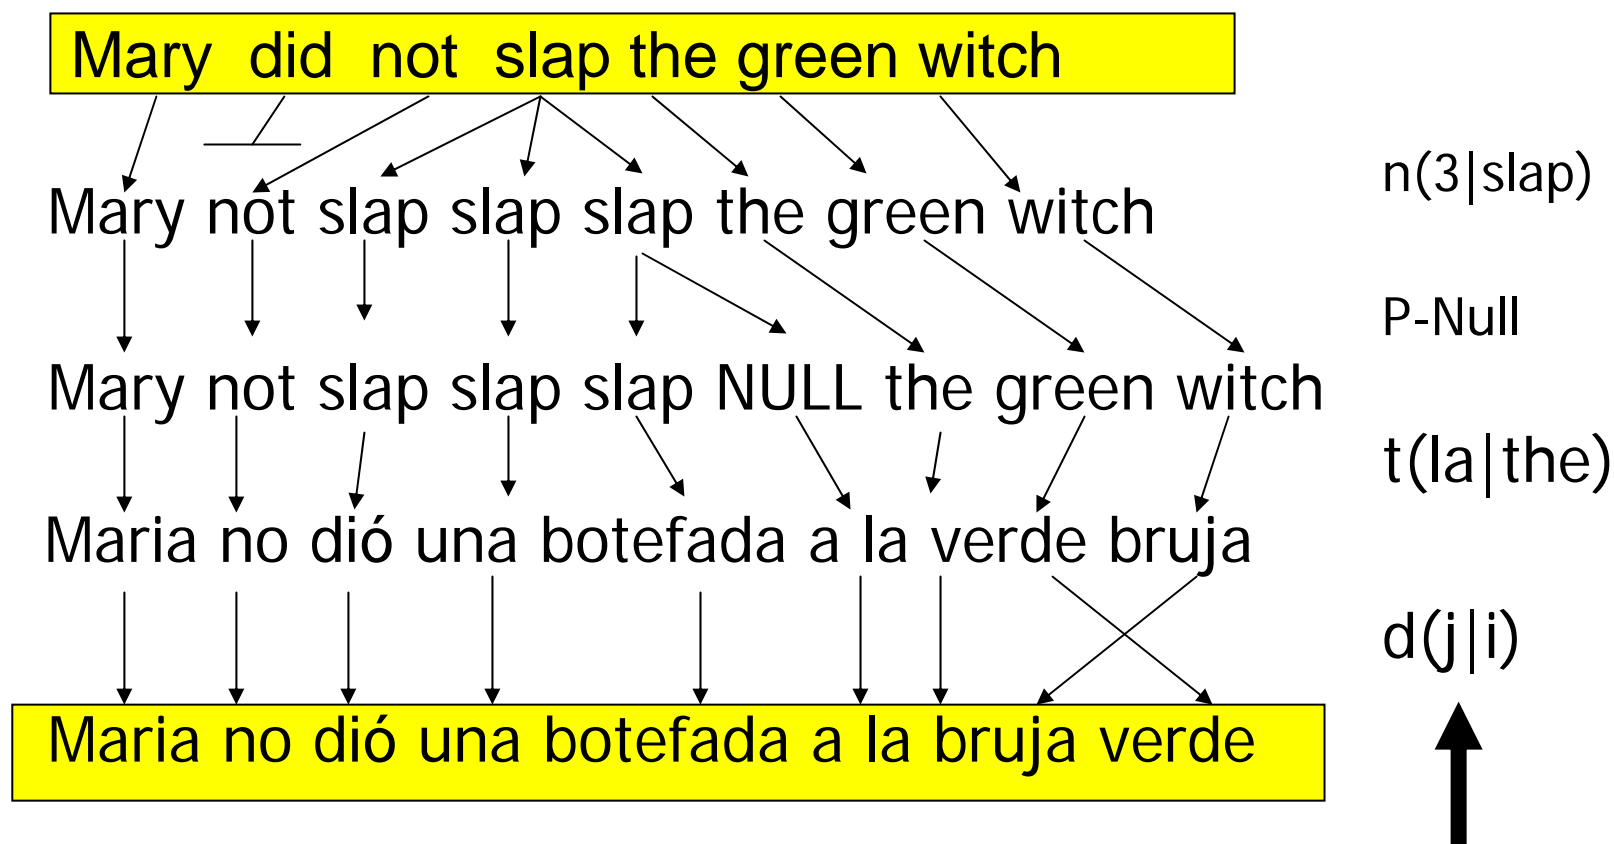 Mary did not slap the green witch
n(3|slap)
Mary not slap slap slap the green witch
P-Null
Mary not slap slap slap NULL the green witch
t(la|the)
Maria no dió una botefada a la verde bruja
d(j|i)
Maria no dió una botefada a la bruja verde